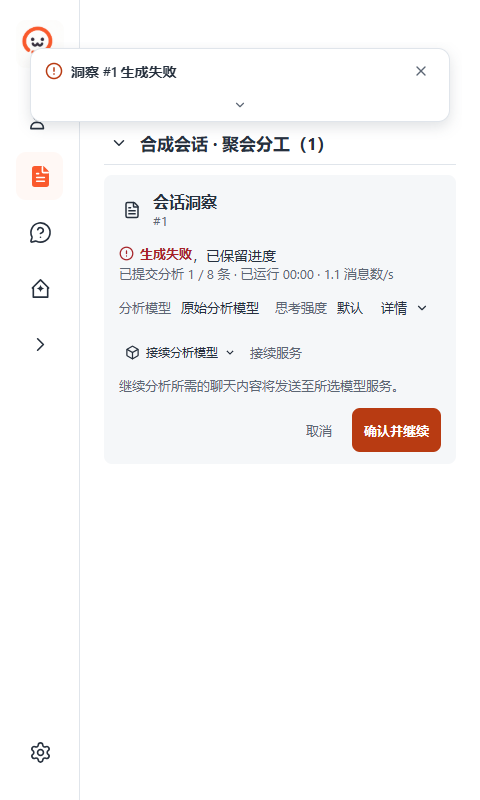 洞察 #1 生成失败
合成会话 · 聚会分工（1）
会话洞察
#1
生成失败，已保留进度
已提交分析 1 / 8 条 · 已运行 00:00 · 1.1 消息数/s
分析模型 原始分析模型 思考强度 默认 详情
接续分析模型 接续服务
继续分析所需的聊天内容将发送至所选模型服务。
取消 确认并继续